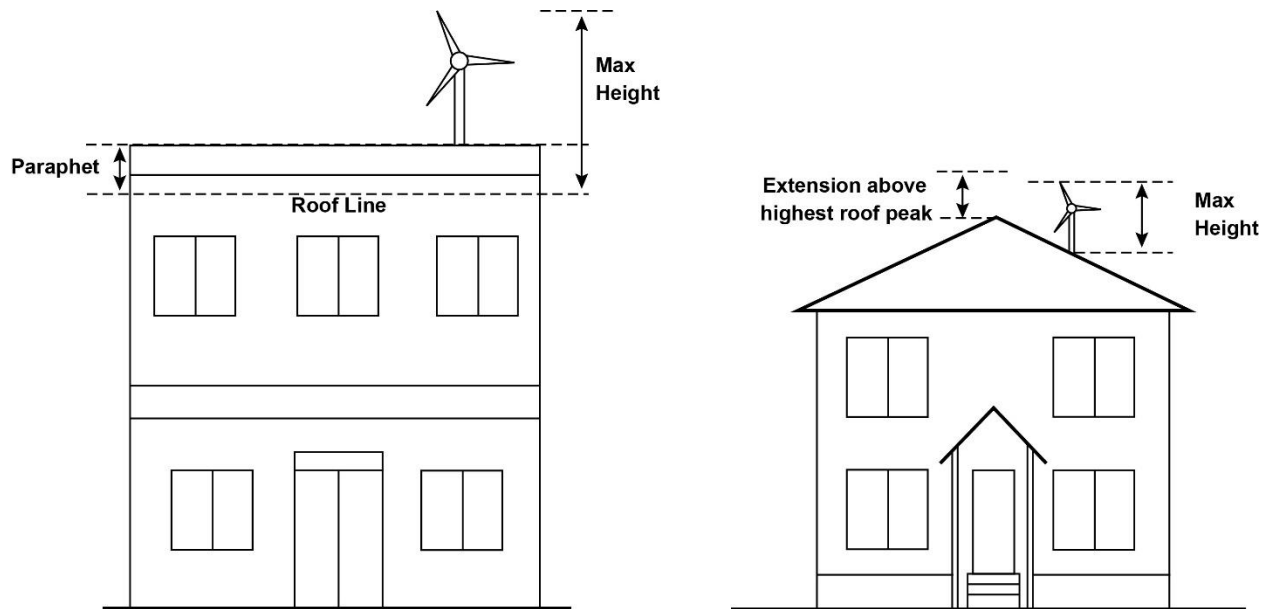 Max
Height
Paraphet
Roof Line
Extension above
highest roof peak
Max
Height